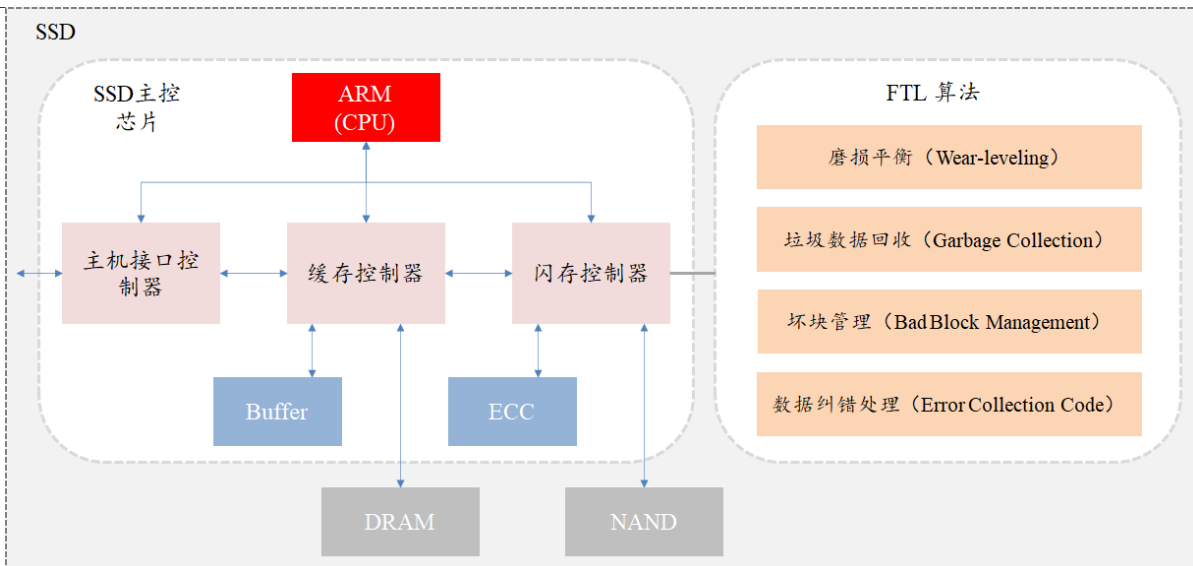 SSD
SSD主控
芯片
ARM
(CPU)
主机接口控
制器
缓存控制器
闪存控制器
Buffer
ECC
DRAM
NAND
FTL 算法
磨损平衡（Wear-leveling）
垃圾数据回收（Garbage Collection）
坏块管理（Bad Block Management）
数据纠错处理（Error Collection Code）